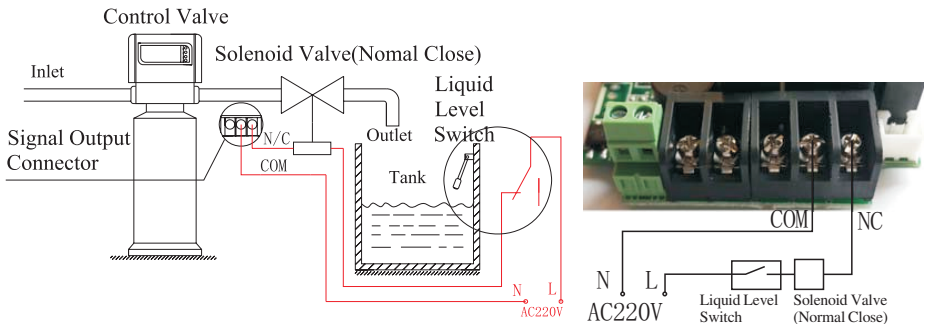 Control Valve
Solenoid Valve(Nomal Close)
Inlet
Liquid
Level
Switch
Signal Output
Connector
N/C
COM
Outlet
Tank
N
L
AC220V
COM
NC
N
L
AC220V
Liquid Level
Switch
Solenoid Valve
(Normal Close)